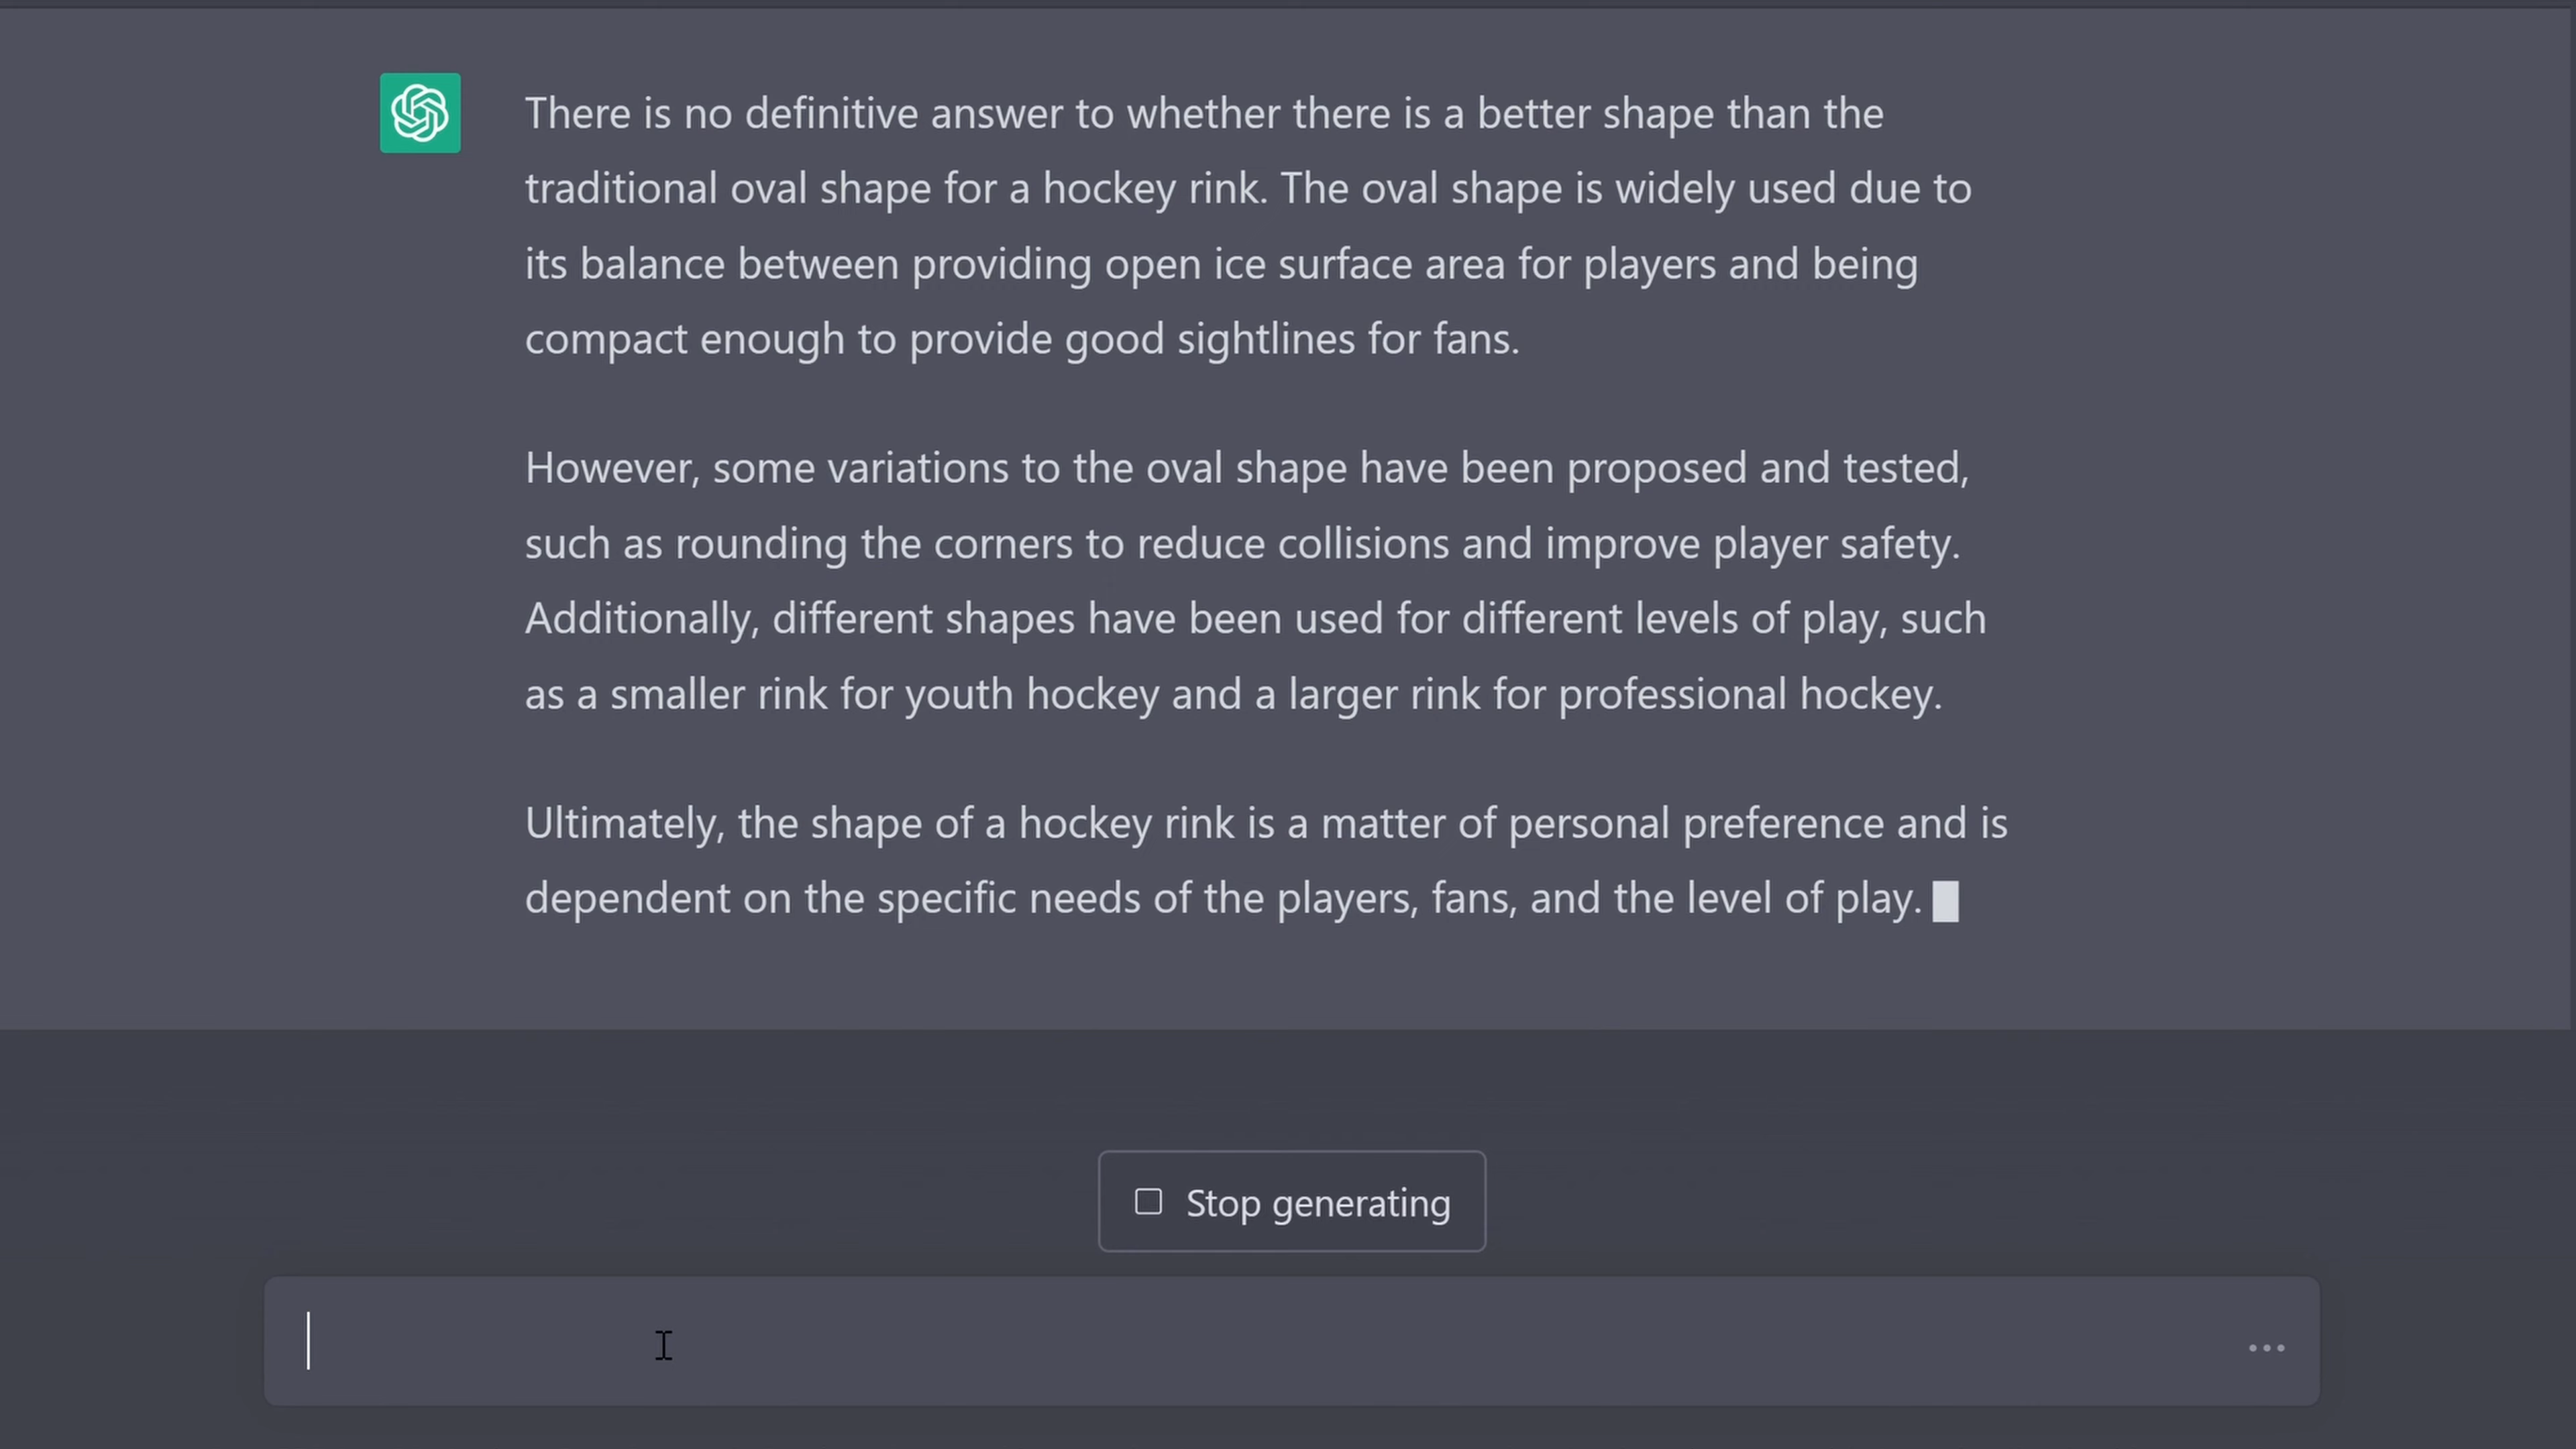 There is no definitive answer to whether there is a better shape than the
traditional oval shape for a hockey rink. The oval shape is widely used due to
its balance between providing open ice surface area for players and being
compact enough to provide good sightlines for fans.
However, some variations to the oval shape have been proposed and tested,
such as rounding the corners to reduce collisions and improve player safety.
Additionally, different shapes have been used for different levels of play, such
as a smaller rink for youth hockey and a larger rink for professional hockey.
Ultimately, the shape of a hockey rink is a matter of personal preference and is
dependent on the specific needs of the players, fans, and the level of play.
Stop generating